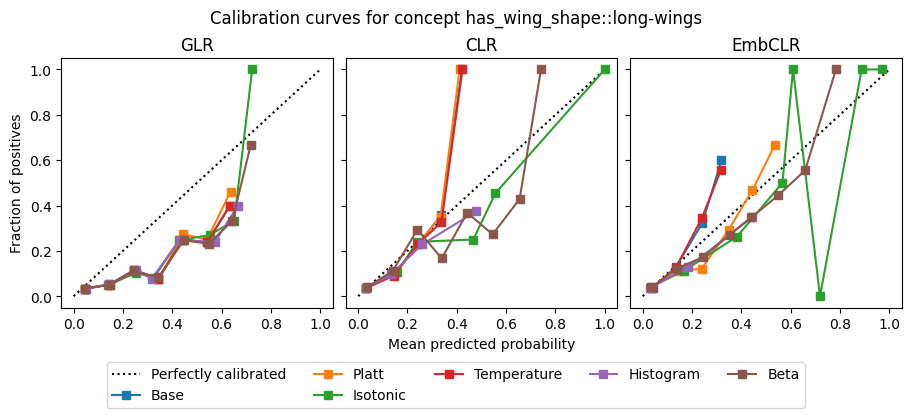 Calibration curves for concept has_wing_shape::long-wings
GLR
CLR
EmbCLR
Fraction of positives
1.0
0.8
0.6
0.4
0.2
0.0
0.0 0.2 0.4 0.6 0.8 1.0
0.0 0.2 0.4 0.6 0.8 1.0
0.0 0.2 0.4 0.6 0.8 1.0
Mean predicted probability
Perfectly calibrated
Base
Platt
Isotonic
Temperature
Histogram
Beta